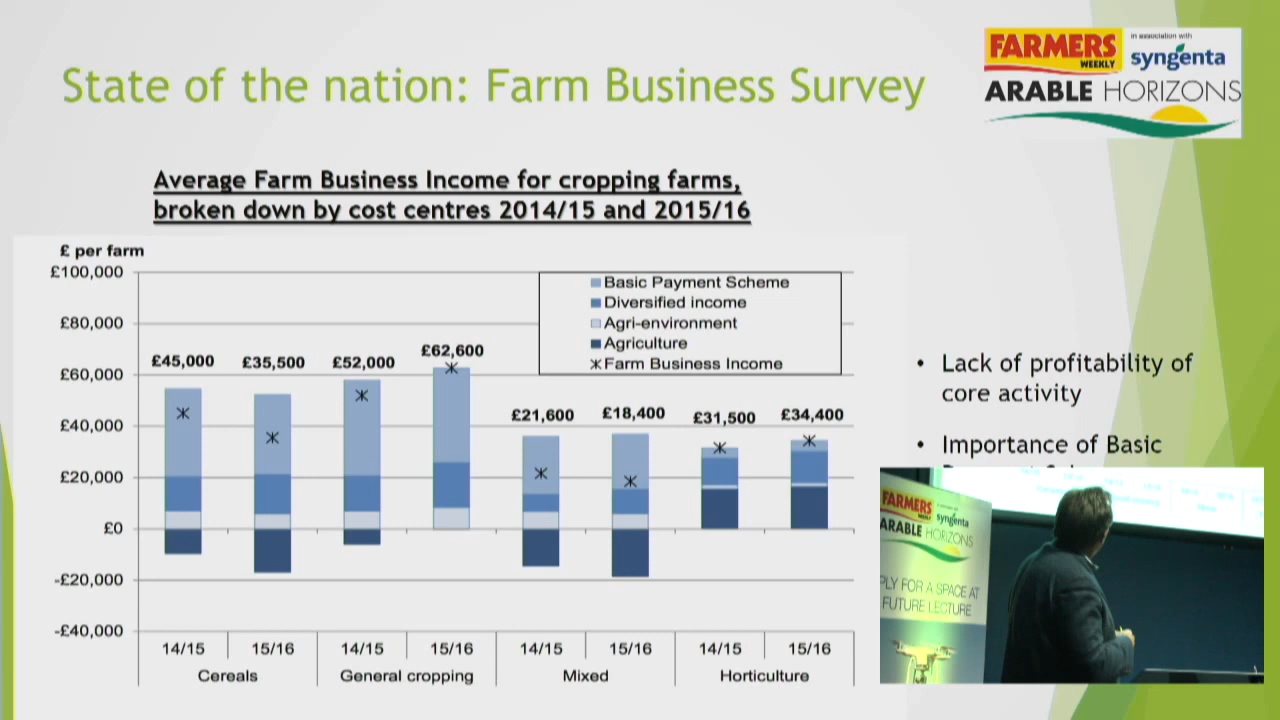 State of the nation: Farm Business Survey
FARMERS
WEEKLY
in association with
syngenta
ARABLE HORIZONS
Average Farm Business Income for cropping farms,
broken down by cost centres 2014/15 and 2015/16
£ per farm
£100,000
£80,000
£60,000
£40,000
£20,000
£0
-£20,000
-£40,000
Basic Payment Scheme
Diversified income
Agri-environment
Agriculture
Farm Business Income
£45,000
£35,500
£52,000
£62,600
£21,600
£18,400
£31,500
£34,400
14/15
15/16
14/15
15/16
14/15
15/16
14/15
15/16
Cereals
General cropping
Mixed
Horticulture
• Lack of profitability of
core activity
• Importance of Basic
FARMERS
WEEKLY
syngenta
ARABLE HORIZONS
PLY FOR A SPACE AT
FUTURE LECTURE